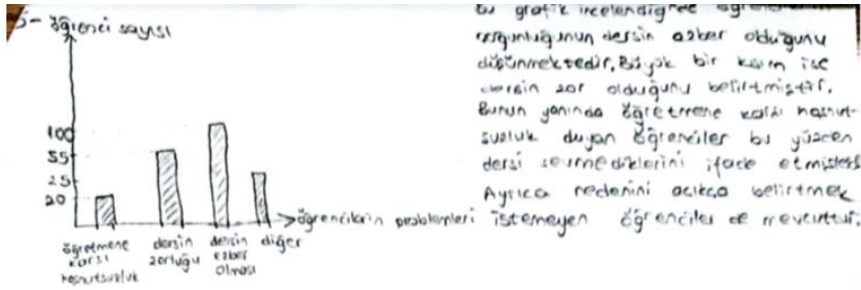 5- öğrenci sayısı
100
55
25
20
öğretmene karşı hoşnutsuzluk
dersin zorluğu
dersin ezber olması
diğer
öğrencilerin problemleri
Bu grafik incelendiğinde
dersin ezber olduğunu
düşünmektedir. Büyük bir kısım ise
dersin zor olduğunu belirtmiştir.
Bunun yanında öğretmene karşı hoşnut-
suzluk duyan öğrenciler bu yüzden
dersi sevmediklerini ifade etmişlerdir
Ayrıca nedenini açıkça belirtmek
istemeyen öğrenciler de mevcuttur.